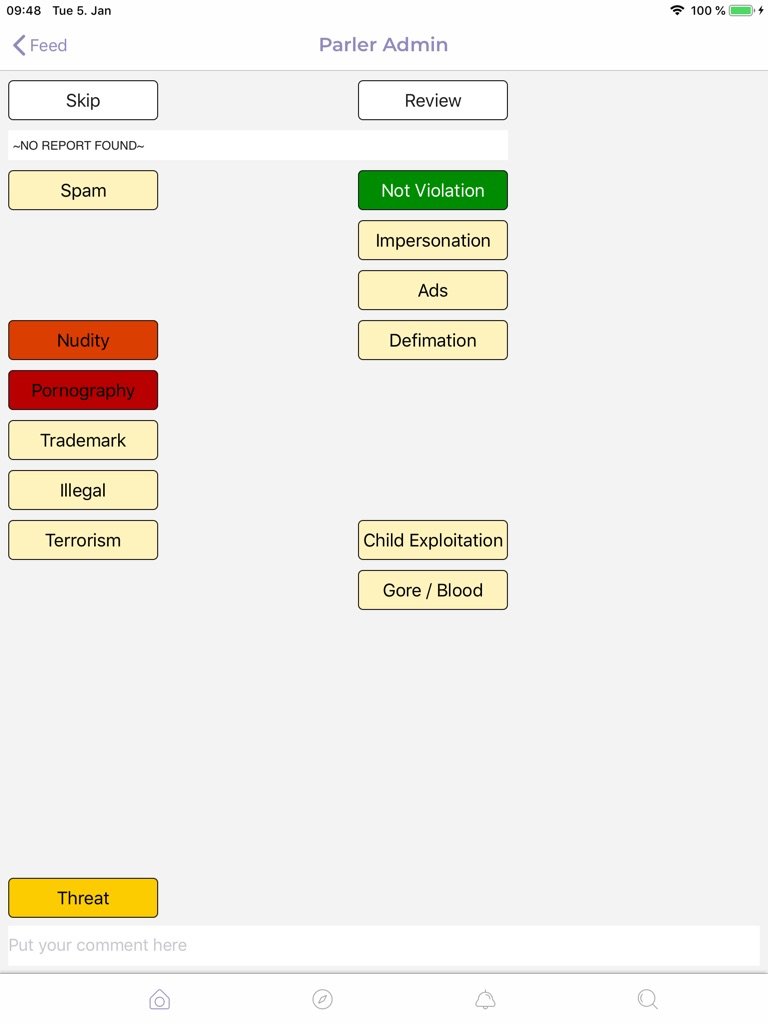 09:48 Tue 5. Jan 100 %
Feed Parler Admin
Skip Review
~NO REPORT FOUND~
Spam Not Violation
Impersonation
Ads
Nudity Defimation
Pornography
Trademark
Illegal
Terrorism Child Exploitation
Gore / Blood
Threat
Put your comment here